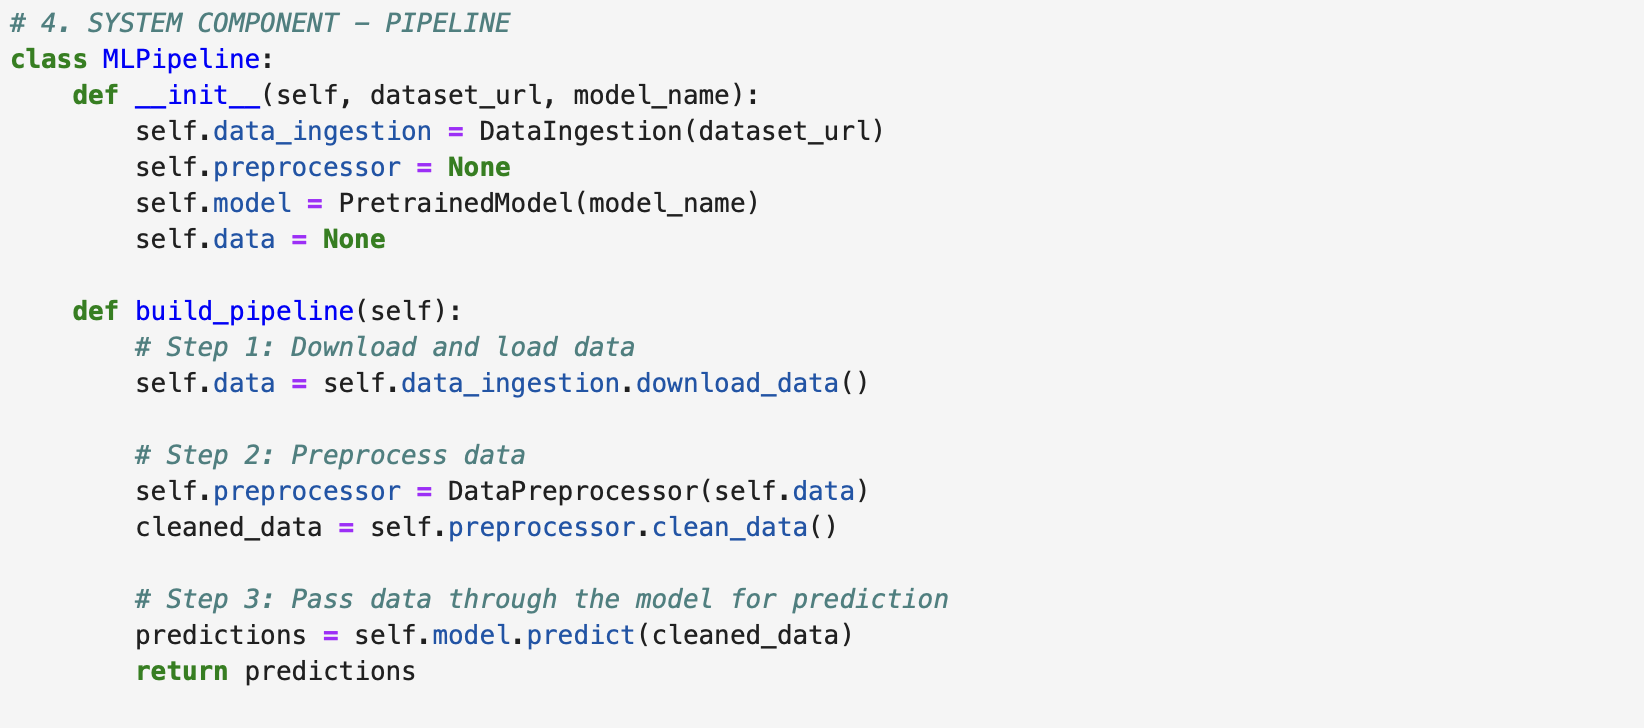 # 4. SYSTEM COMPONENT – PIPELINE
class MLPipeline:
    def __init__(self, dataset_url, model_name):
        self.data_ingestion = DataIngestion(dataset_url)
        self.preprocessor = None
        self.model = PretrainedModel(model_name)
        self.data = None

    def build_pipeline(self):
        # Step 1: Download and load data
        self.data = self.data_ingestion.download_data()

        # Step 2: Preprocess data
        self.preprocessor = DataPreprocessor(self.data)
        cleaned_data = self.preprocessor.clean_data()

        # Step 3: Pass data through the model for prediction
        predictions = self.model.predict(cleaned_data)
        return predictions